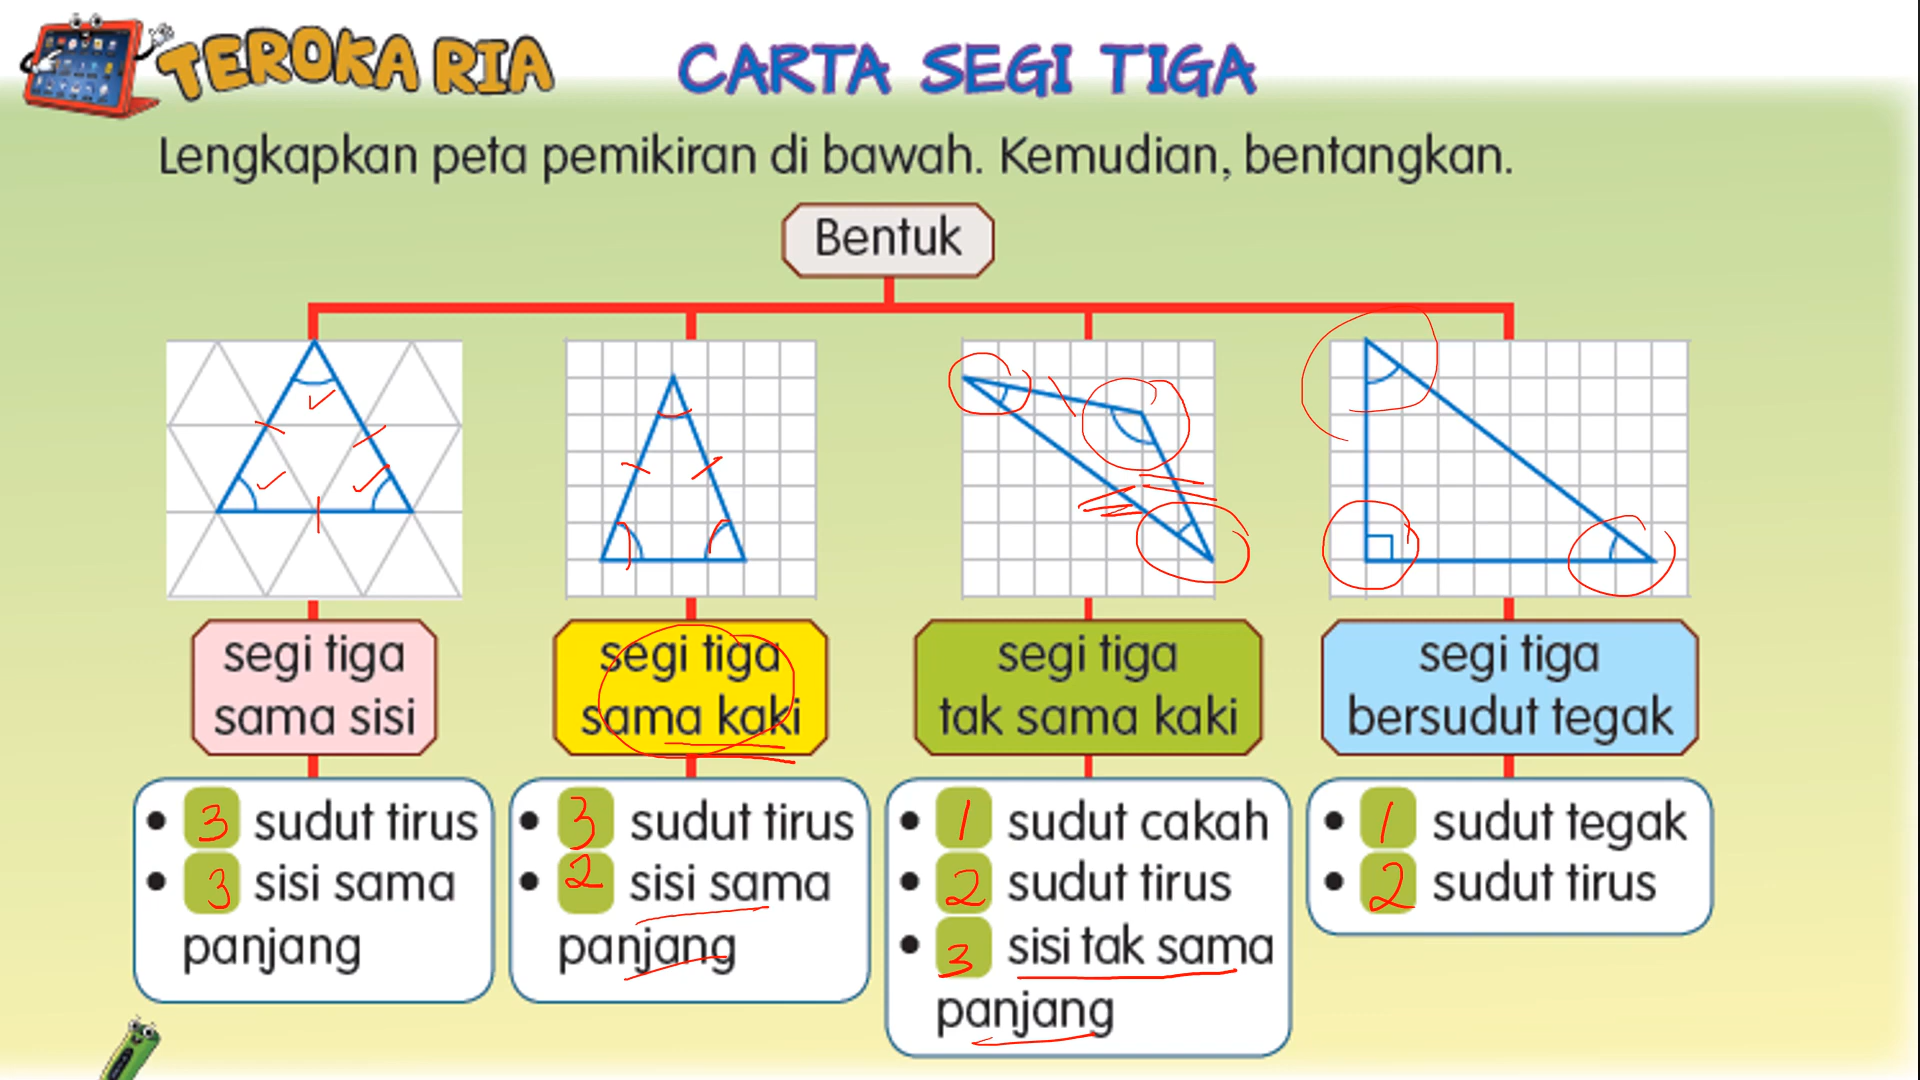 TEROKA RIA
CARTA SEGI TIGA
Lengkapkan peta pemikiran di bawah. Kemudian, bentangkan.
Bentuk
segi tiga
sama sisi
• 3 sudut tirus
• 3 sisi sama
panjang
segi tiga
sama kaki
• 3 sudut tirus
• 2 sisi sama
panjang
segi tiga
tak sama kaki
• 1 sudut cakah
• 2 sudut tirus
• 3 sisi tak sama
panjang
segi tiga
bersudut tegak
• 1 sudut tegak
• 2 sudut tirus